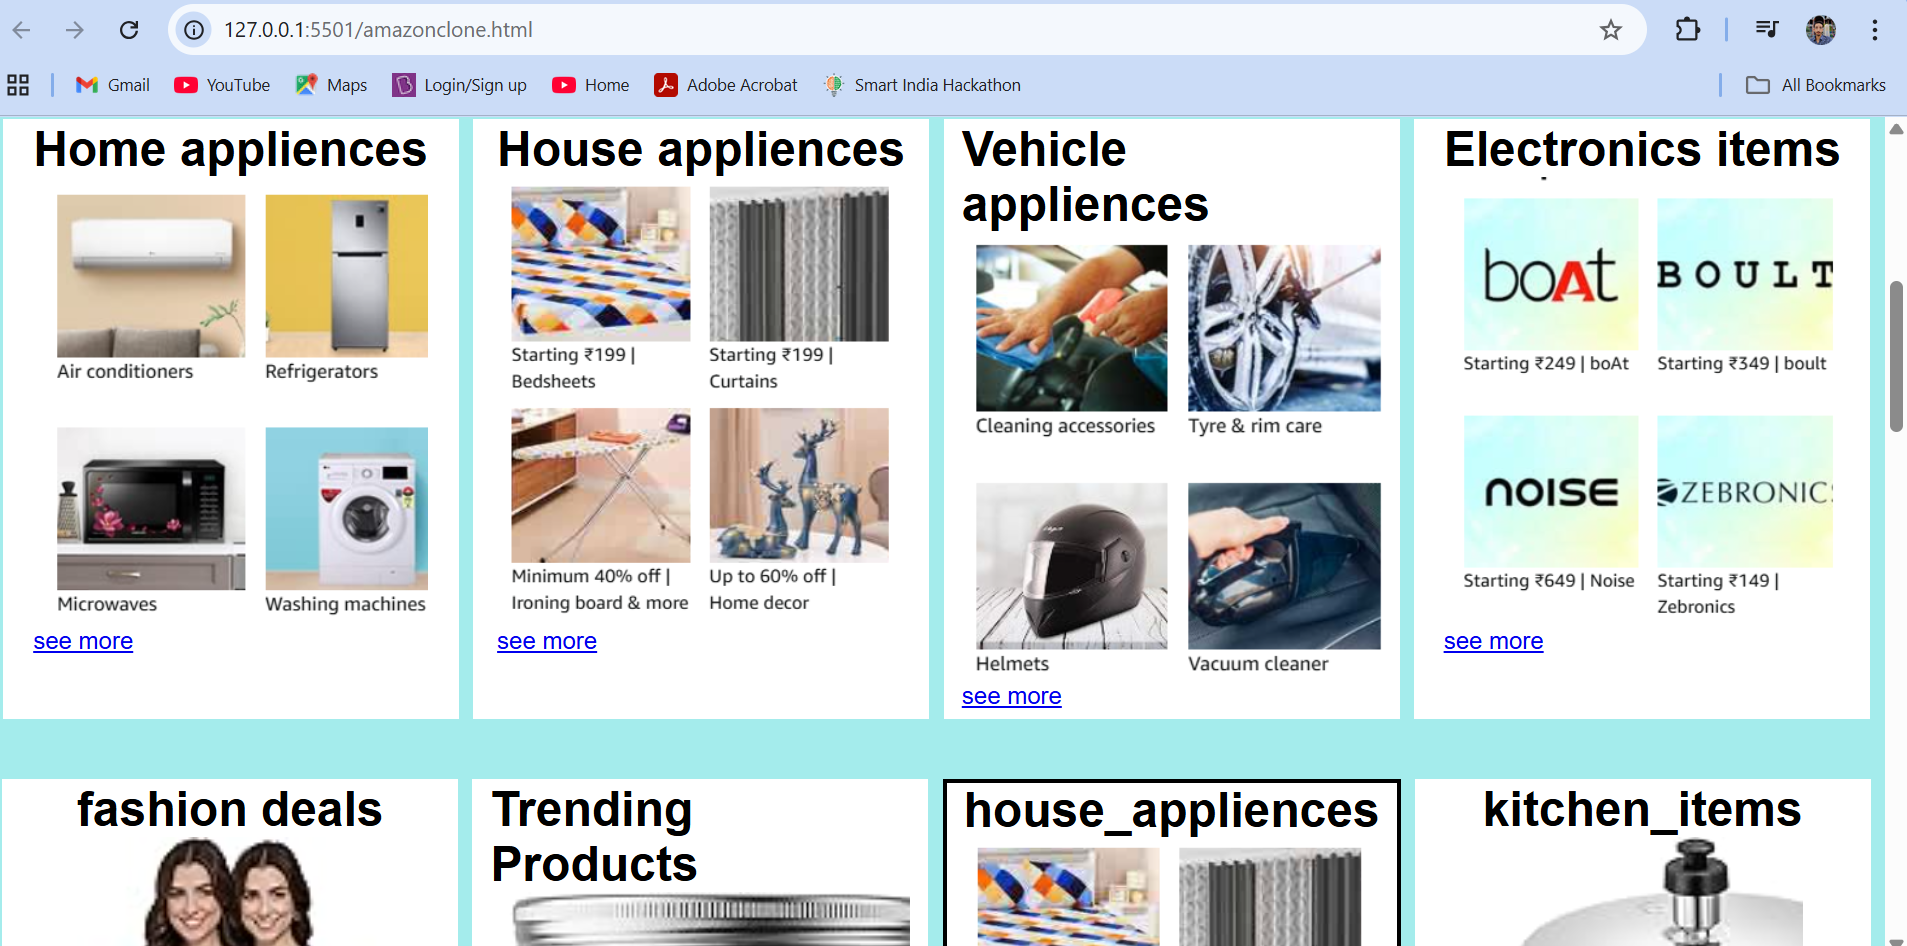 127.0.0.1:5501/amazonclone.html
Gmail
YouTube
Maps
Login/Sign up
Home
Adobe Acrobat
Smart India Hackathon
All Bookmarks
Home appliences
Air conditioners
Refrigerators
Microwaves
Washing machines
see more
House appliences
Starting ₹199 |
Bedsheets
Starting ₹199 |
Curtains
Minimum 40% off |
Ironing board & more
Up to 60% off |
Home decor
see more
Vehicle
appliences
Cleaning accessories
Tyre & rim care
Helmets
Vacuum cleaner
see more
Electronics items
boAt
BOULT
Starting ₹249 | boAt
Starting ₹349 | boult
NOISE
ZEBRONICS
Starting ₹649 | Noise
Starting ₹149 |
Zebronics
see more
fashion deals
Trending
Products
house_appliences
kitchen_items